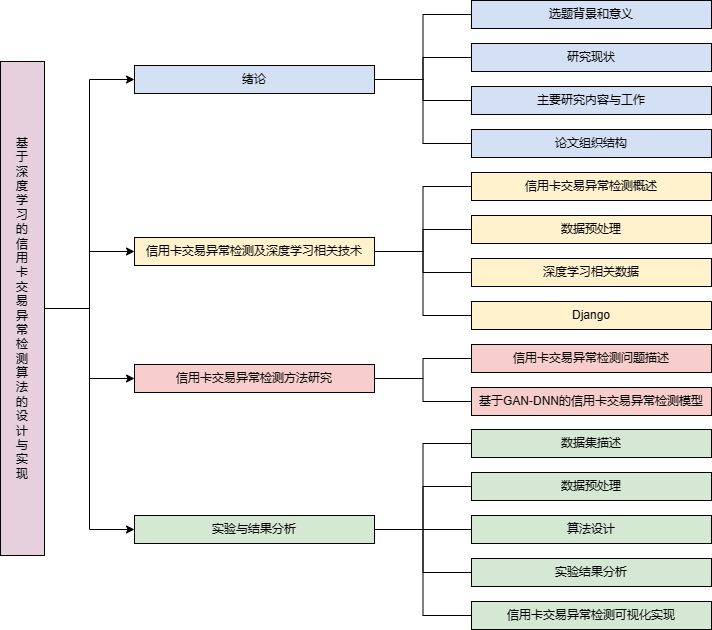 基于深度学习的信用卡交易异常检测算法的设计与实现
绪论
选题背景和意义
研究现状
主要研究内容与工作
论文组织结构
信用卡交易异常检测及深度学习相关技术
信用卡交易异常检测概述
数据预处理
深度学习相关数据
Django
信用卡交易异常检测方法研究
信用卡交易异常检测问题描述
基于GAN-DNN的信用卡交易异常检测模型
实验与结果分析
数据集描述
数据预处理
算法设计
实验结果分析
信用卡交易异常检测可视化实现